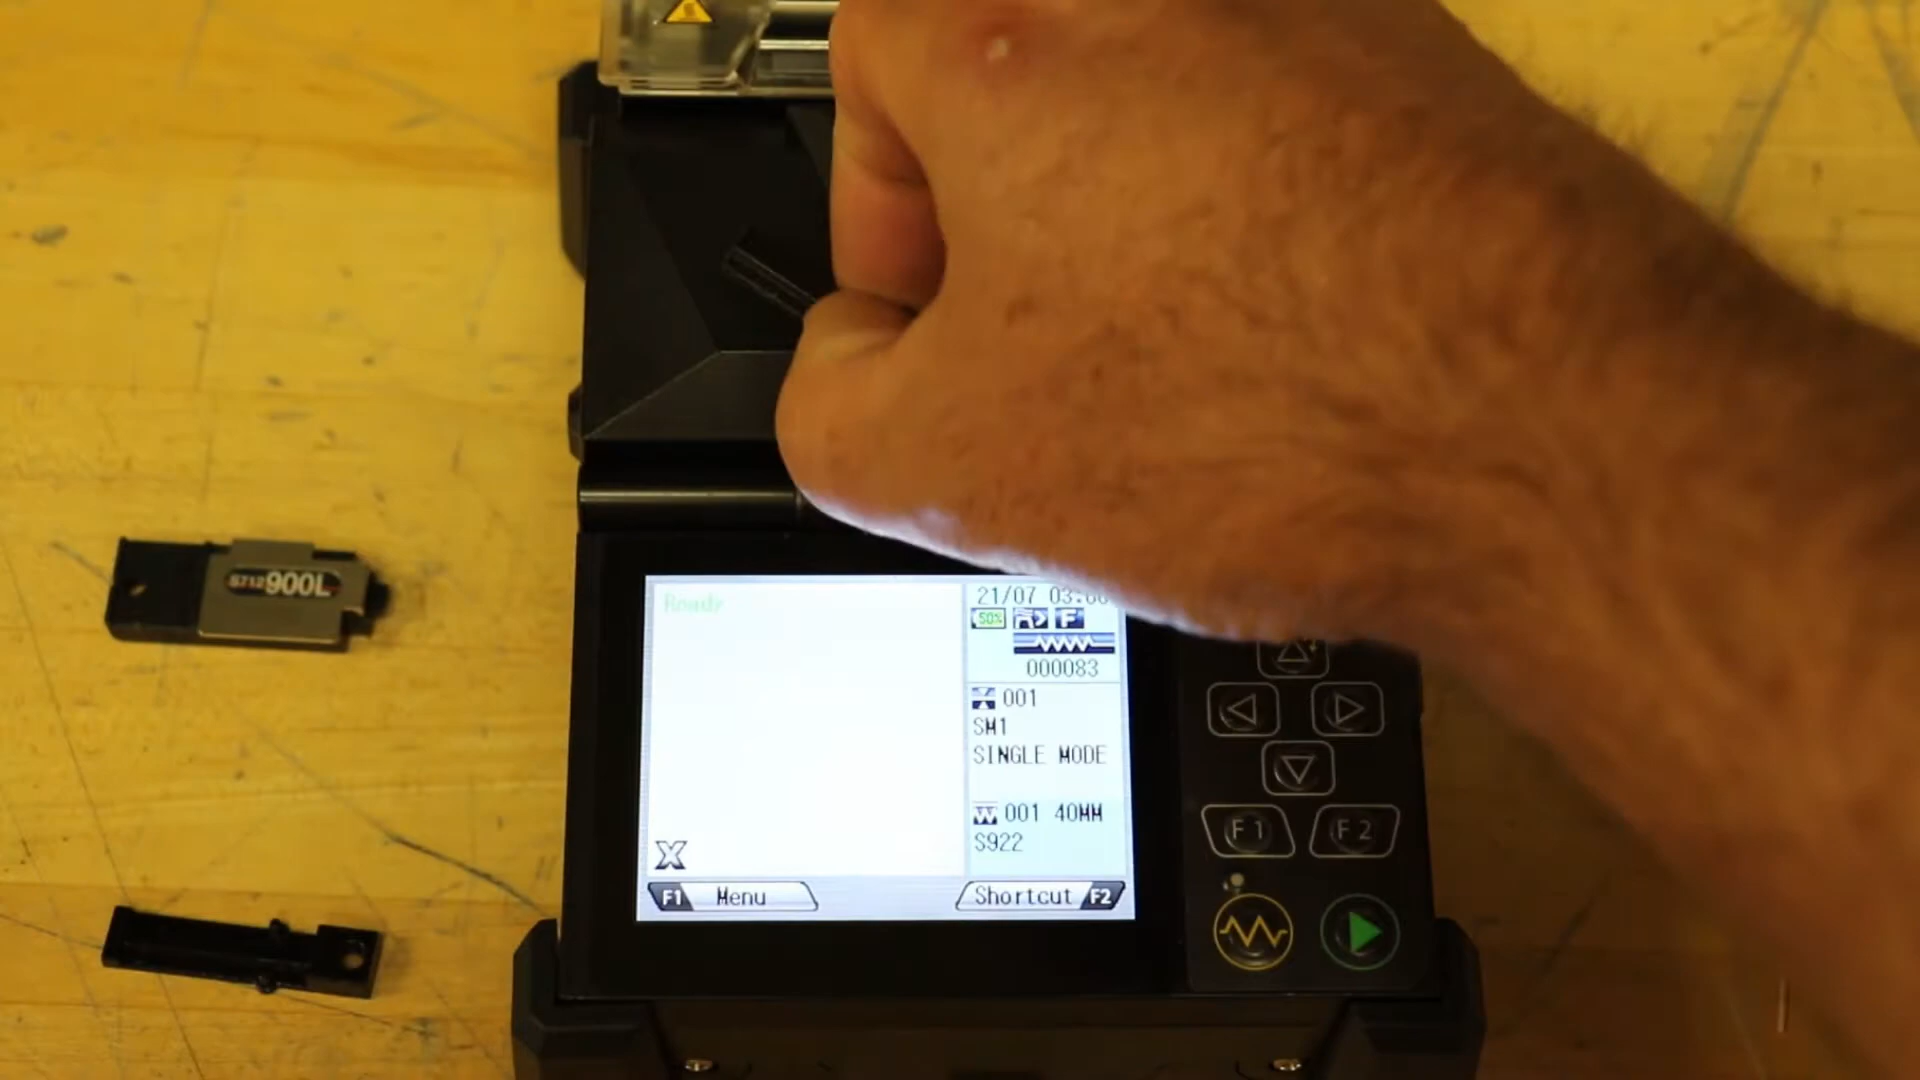 S712 900L
Ready
21/07 03:
50%
F
000083
001
SM1
SINGLE MODE
001 40MM
S922
X
F1 Menu
Shortcut F2
F1
F2